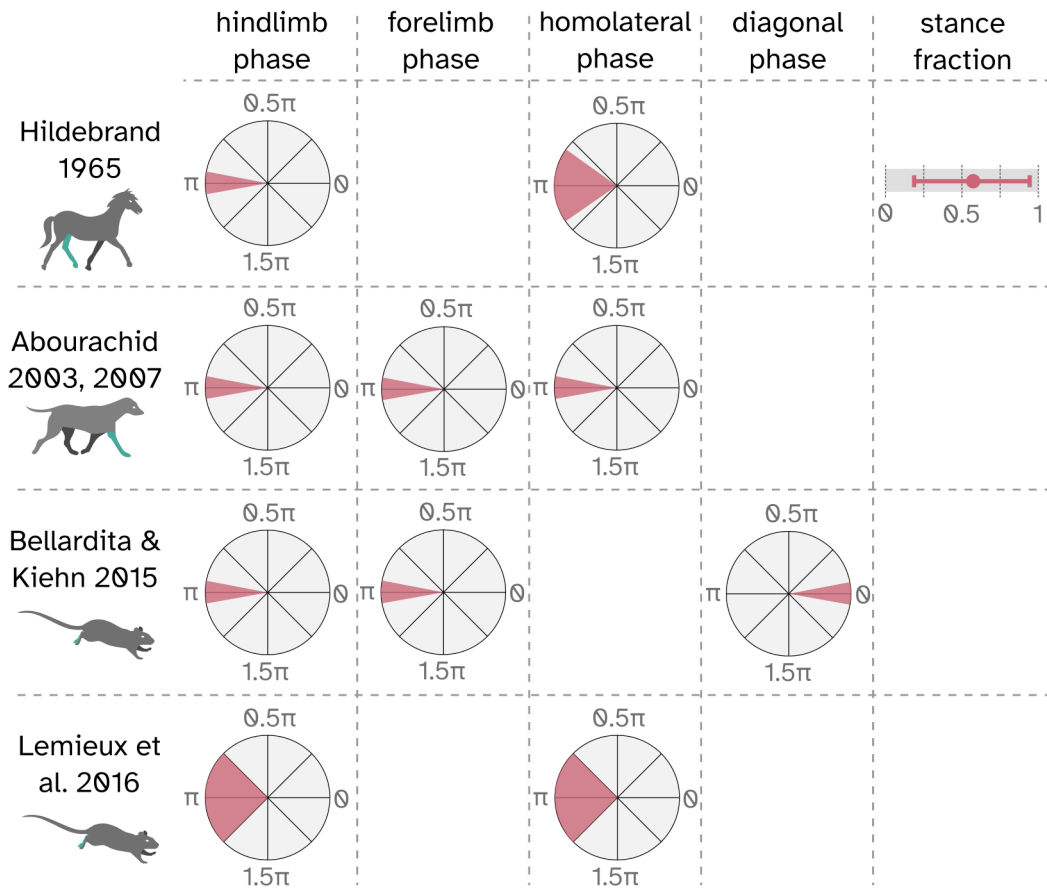 hindlimb
phase
forelimb
phase
homolateral
phase
diagonal
phase
stance
fraction
Hildebrand
1965
0.5π
π
0
1.5π
0.5π
π
0
1.5π
0
0.5
1
Abourachid
2003, 2007
0.5π
π
0
1.5π
0.5π
π
0
1.5π
0.5π
π
0
1.5π
Bellardita &
Kiehn 2015
0.5π
π
0
1.5π
0.5π
π
0
1.5π
0.5π
π
0
1.5π
Lemieux et
al. 2016
0.5π
π
0
1.5π
0.5π
π
0
1.5π